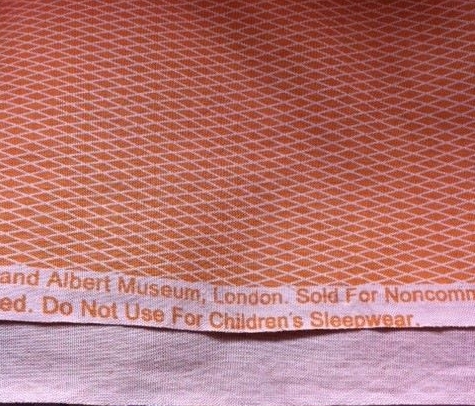 and Albert Museum, London. Sold For Noncomm
ed. Do Not Use For Children's Sleepwear.